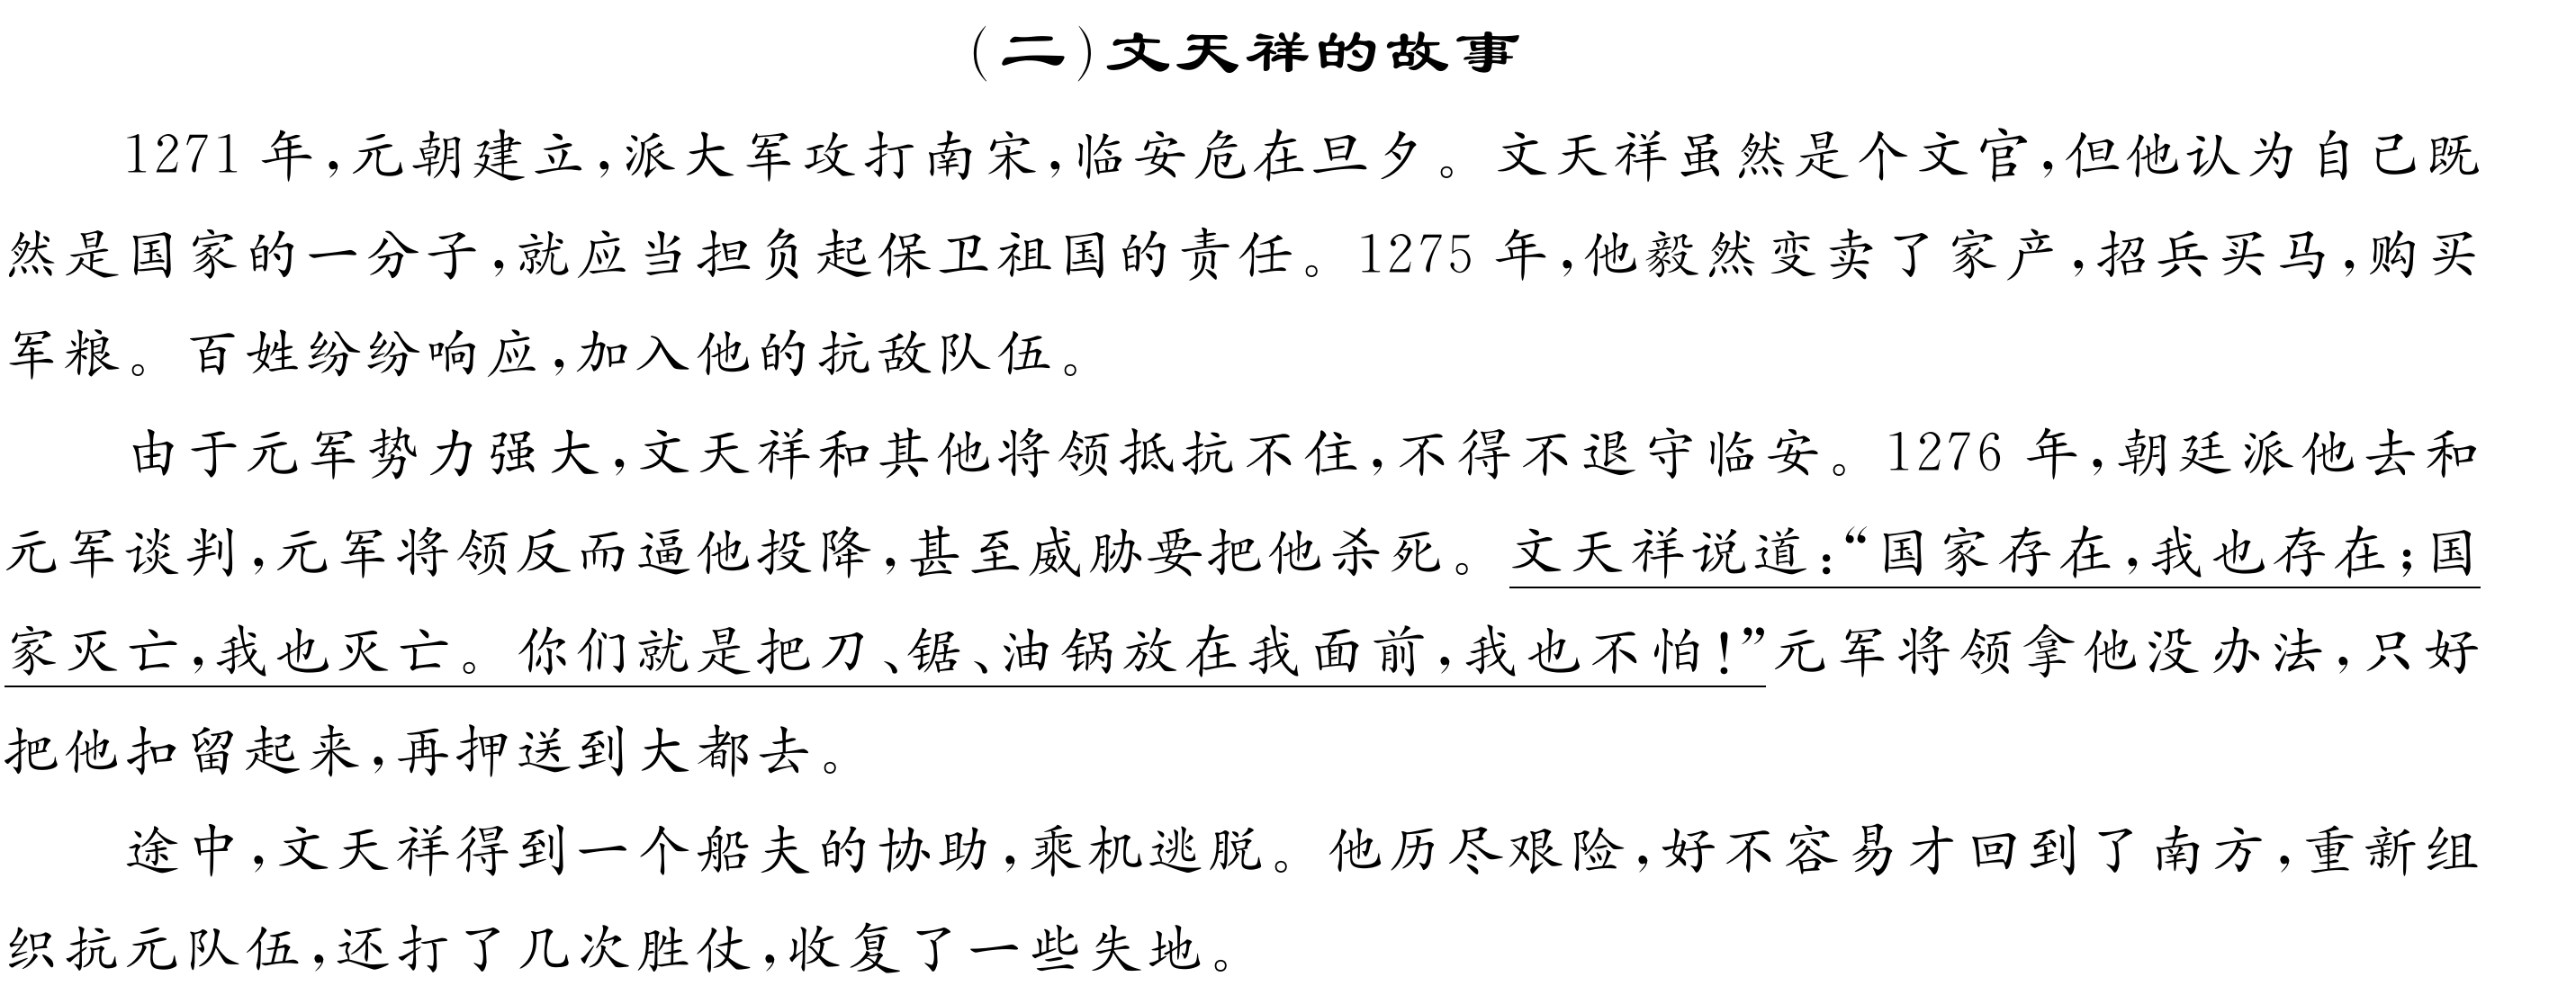 (二)文天祥的故事
1271 年,元朝建立,派大军攻打南宋,临安危在旦夕。文天祥虽然是个文官,但他认为自己既
然是国家的一分子,就应当担负起保卫祖国的责任。1275 年,他毅然变卖了家产,招兵买马,购买
军粮。百姓纷纷响应,加入他的抗敌队伍。
由于元军势力强大,文天祥和其他将领抵抗不住,不得不退守临安。1276 年,朝廷派他去和
元军谈判,元军将领反而逼他投降,甚至威胁要把他杀死。文天祥说道:“国家存在,我也存在;国
家灭亡,我也灭亡。你们就是把刀、锯、油锅放在我面前,我也不怕!”元军将领拿他没办法,只好
把他扣留起来,再押送到大都去。
途中,文天祥得到一个船夫的协助,乘机逃脱。他历尽艰险,好不容易才回到了南方,重新组
织抗元队伍,还打了几次胜仗,收复了一些失地。